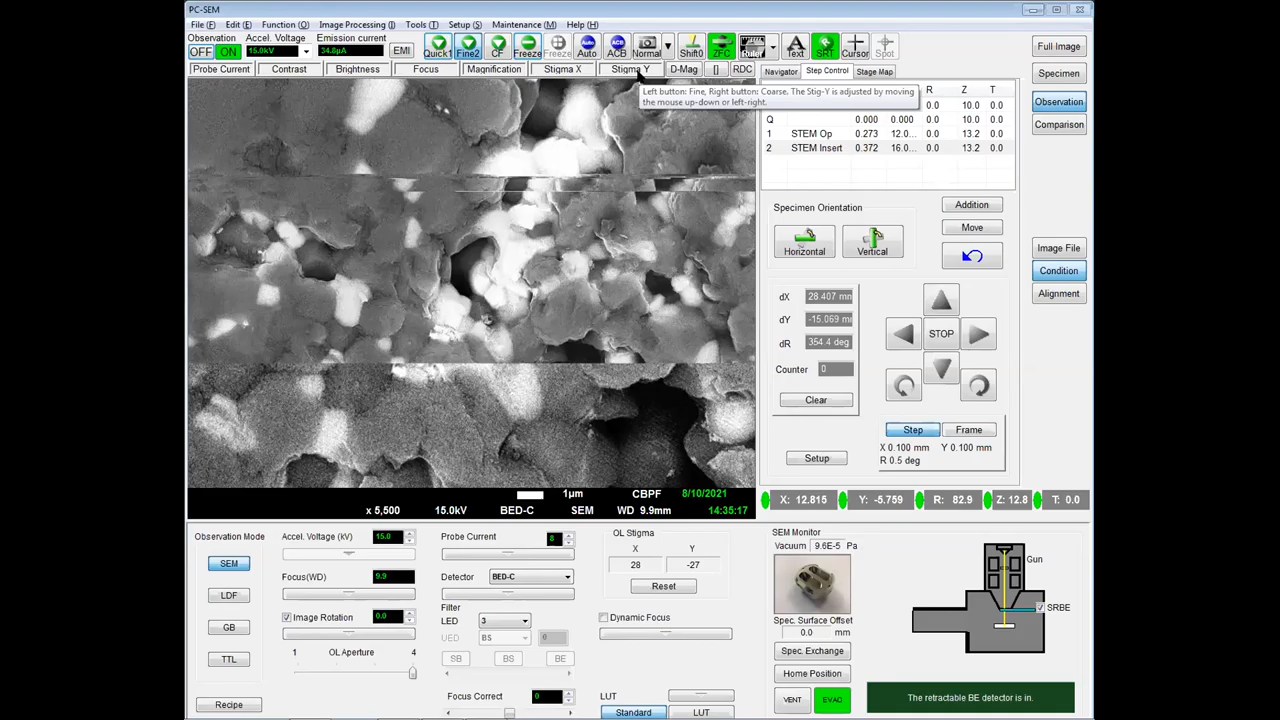 PC-SEM
File (F) Edit (E) Function (O) Image Processing (I) Tools (T) Setup (S) Maintenance (M) Help (H)
Observation Accel. Voltage Emission current
OFF ON 15.0kV 34.8µA EMI Quick1 Fine2 CF Freeze Freeze Auto ACB Normal Shift0 ZFC Ruler Text SRT Cursor Spot
Full Image
Probe Current Contrast Brightness Focus Magnification Stigma X Stigma Y D-Mag [] RDC
Navigator Step Control Stage Map
Specimen
Left button: Fine, Right button: Coarse. The Stig-Y is adjusted by moving
the mouse up-down or left-right.
R Z T
0.0 10.0 0.0
Q 0.000 0.000 0.0 10.0 0.0
1 STEM Op 0.273 12.0... 0.0 13.2 0.0
2 STEM Insert 0.372 16.0... 0.0 13.2 0.0
Observation
Comparison
Specimen Orientation
Horizontal Vertical
Addition
Move
Image File
Condition
Alignment
dX 28.407 mm
dY -15.069 mm
dR 354.4 deg
Counter 0
Clear
STOP
Step Frame
X 0.100 mm Y 0.100 mm
R 0.5 deg
Setup
1µm CBPF 8/10/2021
x 5,500 15.0kV BED-C SEM WD 9.9mm 14:35:17
X: 12.815 Y: -5.759 R: 82.9 Z: 12.8 T: 0.0
Observation Mode
SEM
LDF
GB
TTL
Recipe
Accel. Voltage (kV) 15.0
Focus(WD) 9.9
Image Rotation 0.0
1 OL Aperture 4
Probe Current 8
Detector BED-C
Filter
LED 3
UED BS 0
SB BS BE
Focus Correct 0
OL Stigma
X Y
28 -27
Reset
Dynamic Focus
LUT
Standard LUT
SEM Monitor
Vacuum 9.6E-5 Pa
Gun
SRBE
Spec. Surface Offset
0.0 mm
Spec. Exchange
Home Position
VENT EVAC
The retractable BE detector is in.